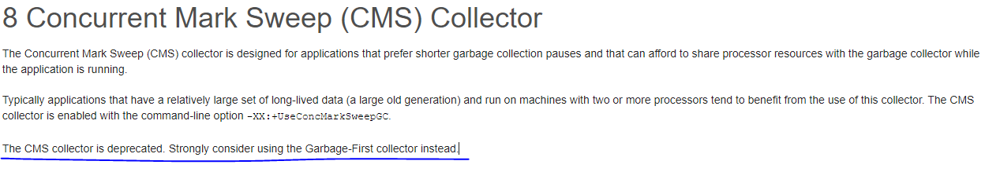 8 Concurrent Mark Sweep (CMS) Collector
The Concurrent Mark Sweep (CMS) collector is designed for applications that prefer shorter garbage collection pauses and that can afford to share processor resources with the garbage collector while
the application is running.
Typically applications that have a relatively large set of long-lived data (a large old generation) and run on machines with two or more processors tend to benefit from the use of this collector. The CMS
collector is enabled with the command-line option -XX:+UseConcMarkSweepGC.
The CMS collector is deprecated. Strongly consider using the Garbage-First collector instead.